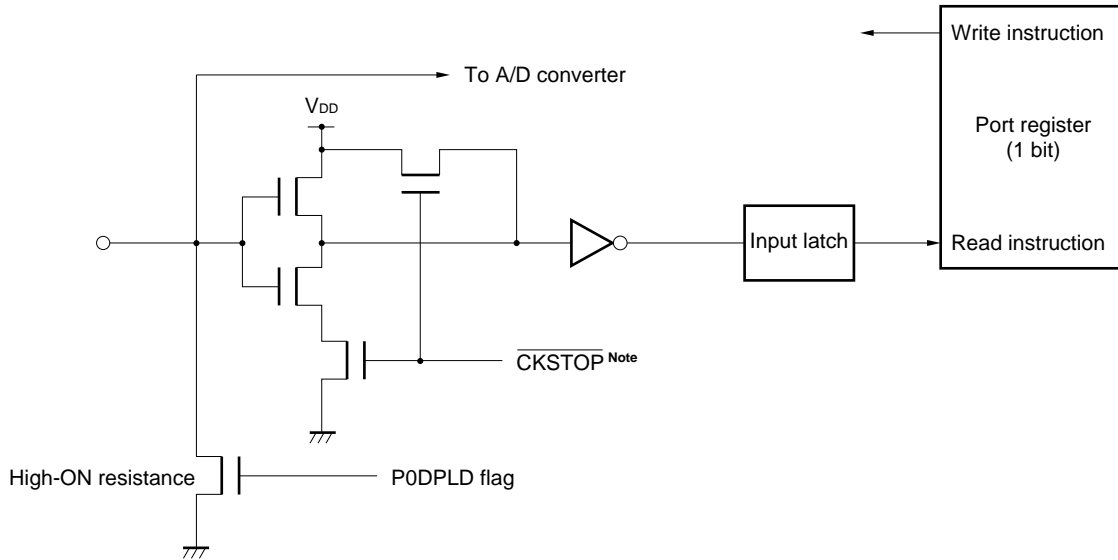 Write instruction
To A/D converter
VDD
Port register
(1 bit)
Input latch
Read instruction
CKSTOP Note
High-ON resistance
P0DPLD flag